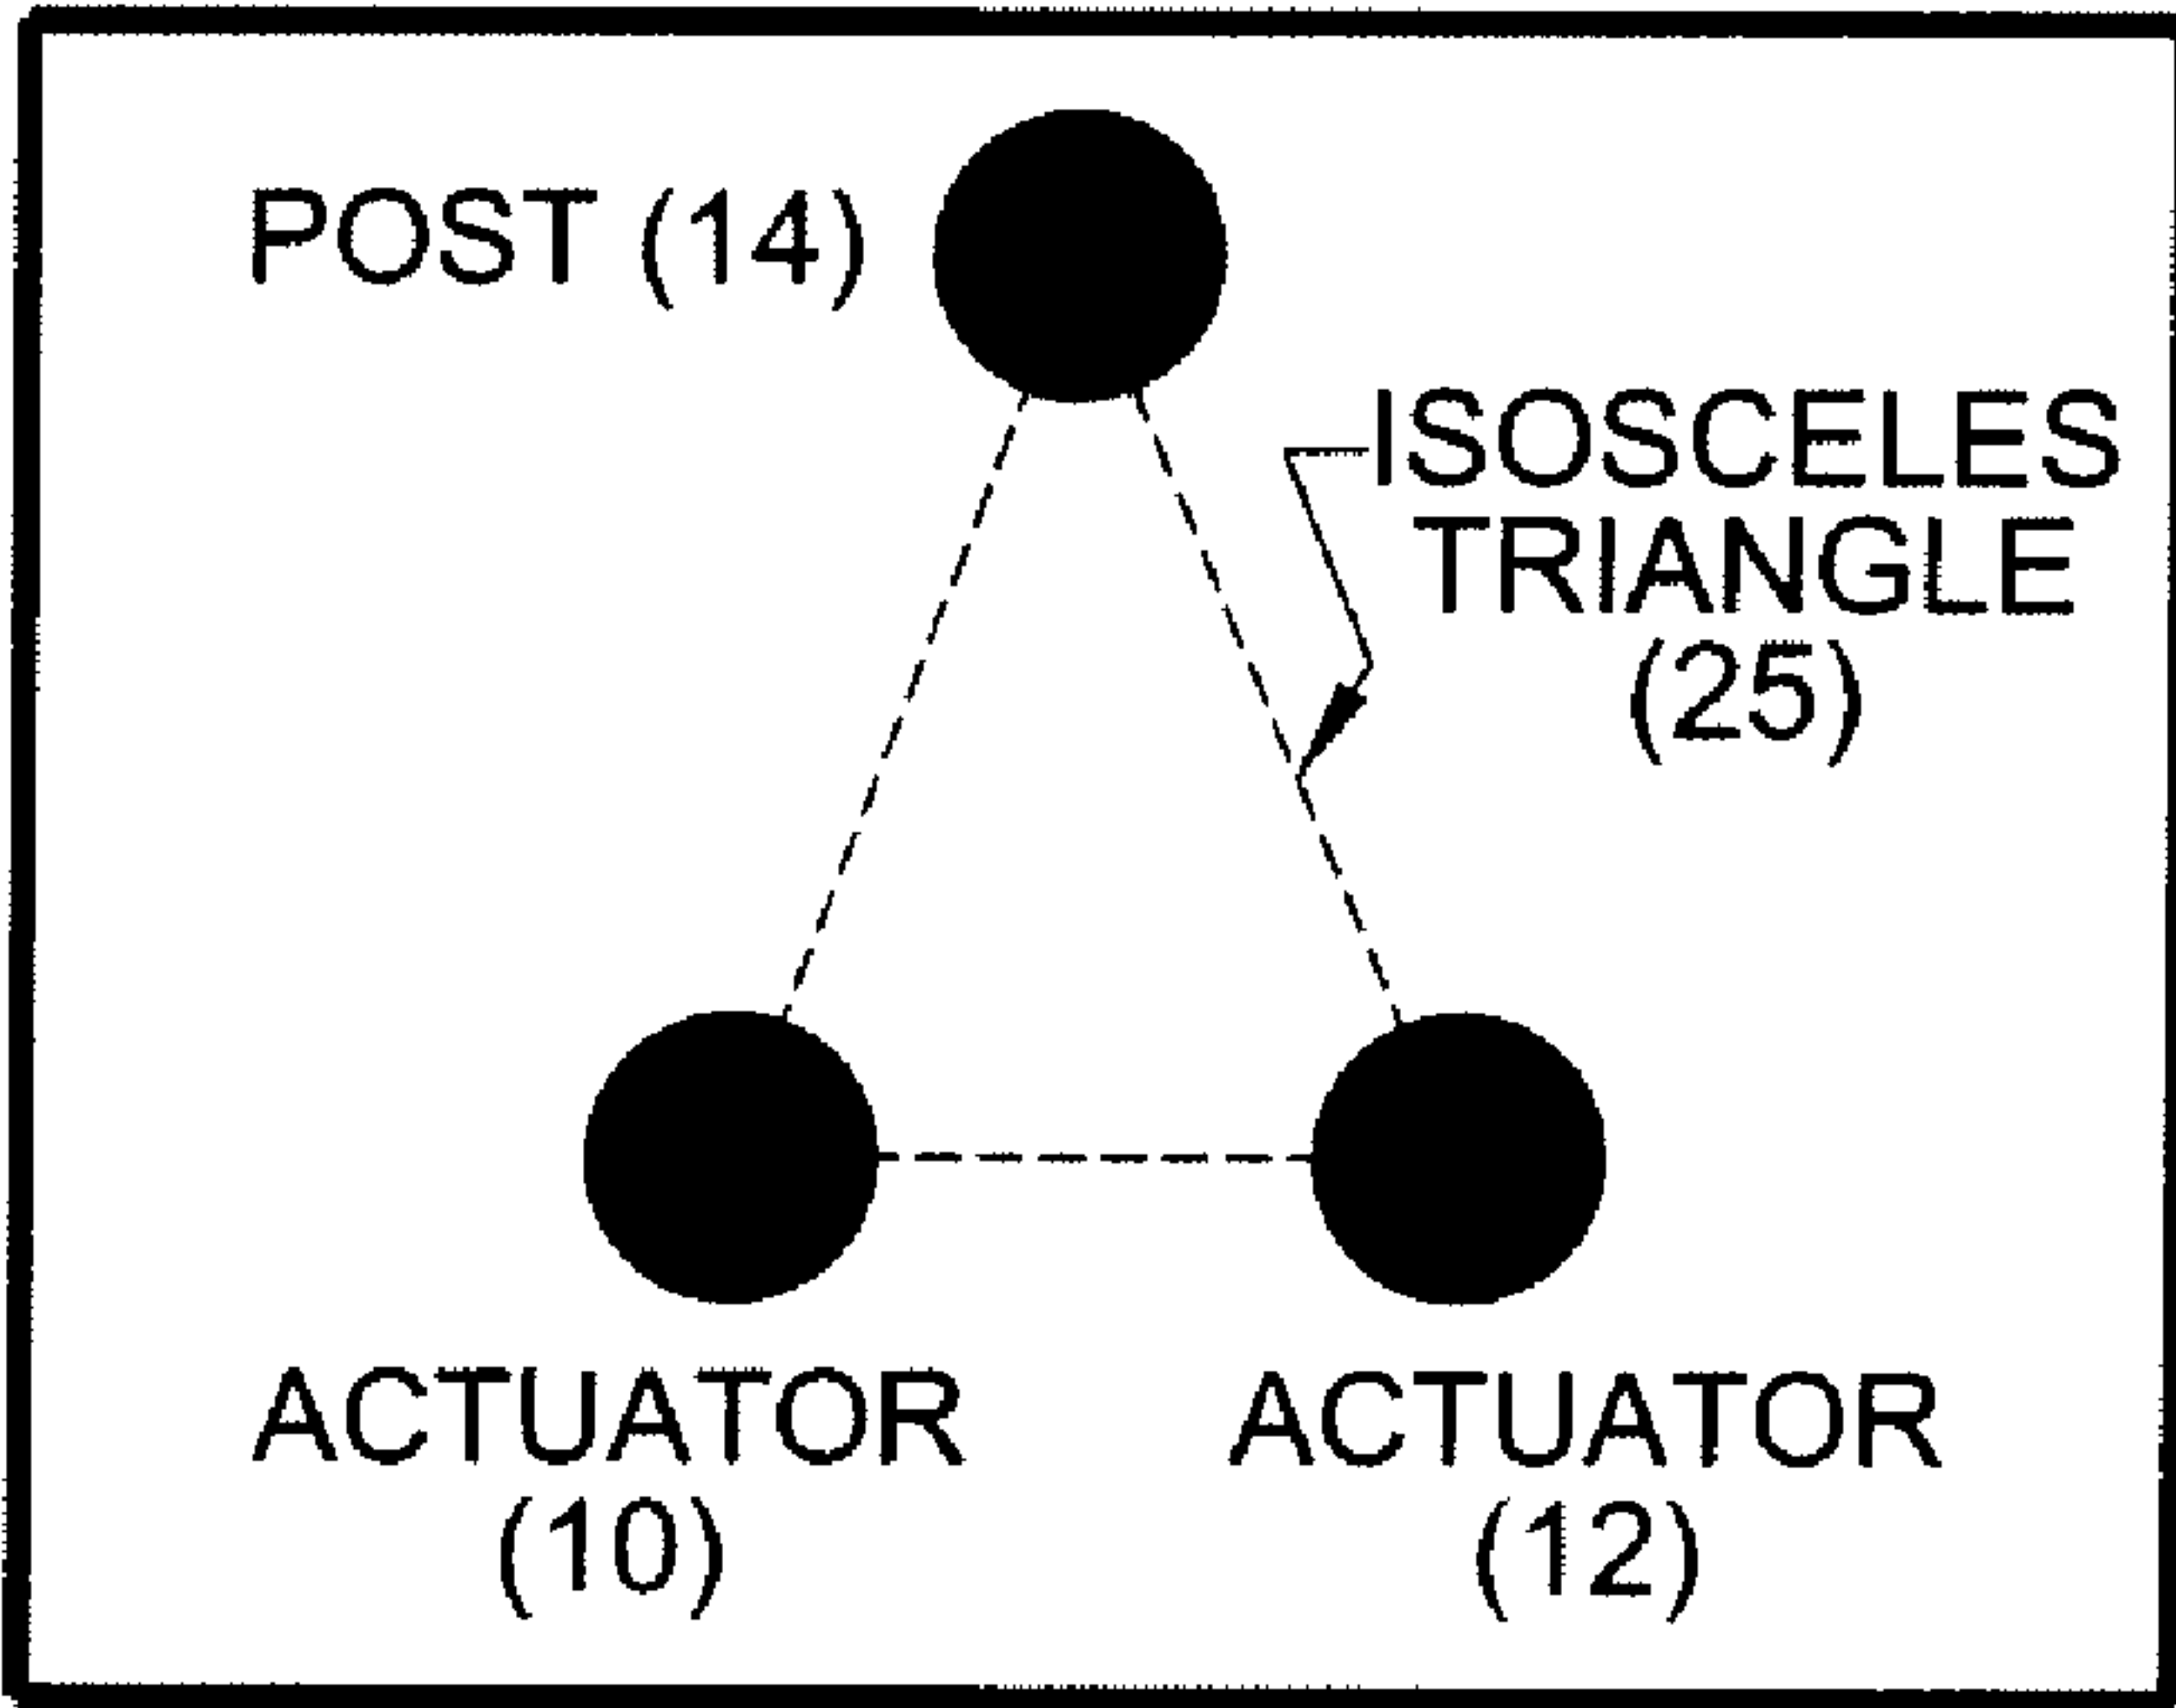 POST (14)
ISOSCELES
TRIANGLE
(25)
ACTUATOR
(10)
ACTUATOR
(12)